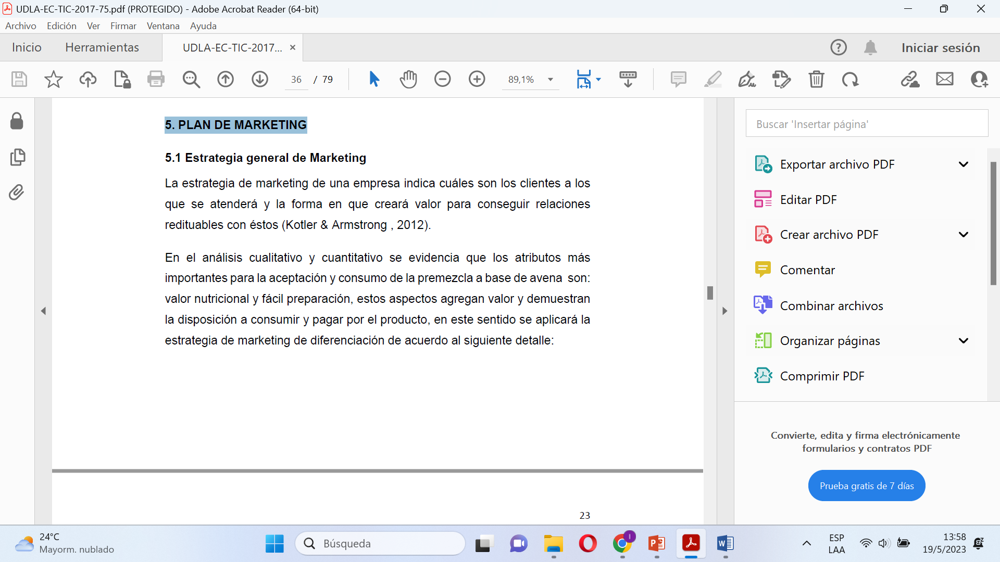 UDLA-EC-TIC-2017-75.pdf (PROTEGIDO) - Adobe Acrobat Reader (64-bit)
Archivo Edición Ver Firmar Ventana Ayuda
Inicio Herramientas UDLA-EC-TIC-2017... × Iniciar sesión
36 / 79 89,1%
5. PLAN DE MARKETING
5.1 Estrategia general de Marketing
La estrategia de marketing de una empresa indica cuáles son los clientes a los
que se atenderá y la forma en que creará valor para conseguir relaciones
redituables con éstos (Kotler & Armstrong , 2012).
En el análisis cualitativo y cuantitativo se evidencia que los atributos más
importantes para la aceptación y consumo de la premezcla a base de avena son:
valor nutricional y fácil preparación, estos aspectos agregan valor y demuestran
la disposición a consumir y pagar por el producto, en este sentido se aplicará la
estrategia de marketing de diferenciación de acuerdo al siguiente detalle:
23
Buscar 'Insertar página'
Exportar archivo PDF
Editar PDF
Crear archivo PDF
Comentar
Combinar archivos
Organizar páginas
Comprimir PDF
Convierte, edita y firma electrónicamente
formularios y contratos PDF
Prueba gratis de 7 días
24°C
Mayorm. nublado
Búsqueda
ESP
LAA
13:58
19/5/2023